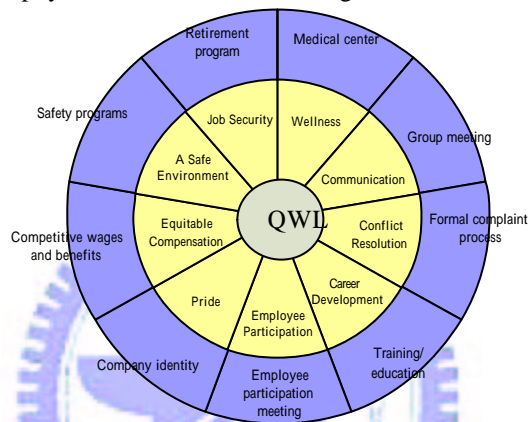 Retirement
program
Medical center
Safety programs
Job Security
Wellness
Group meeting
A Safe
Environment
Communication
QWL
Competitive wages
and benefits
Equitable
Compensation
Conflict
Resolution
Formal complaint
process
Pride
Career
Development
Employee
Participation
Company identity
Employee
participation
meeting
Training/
education